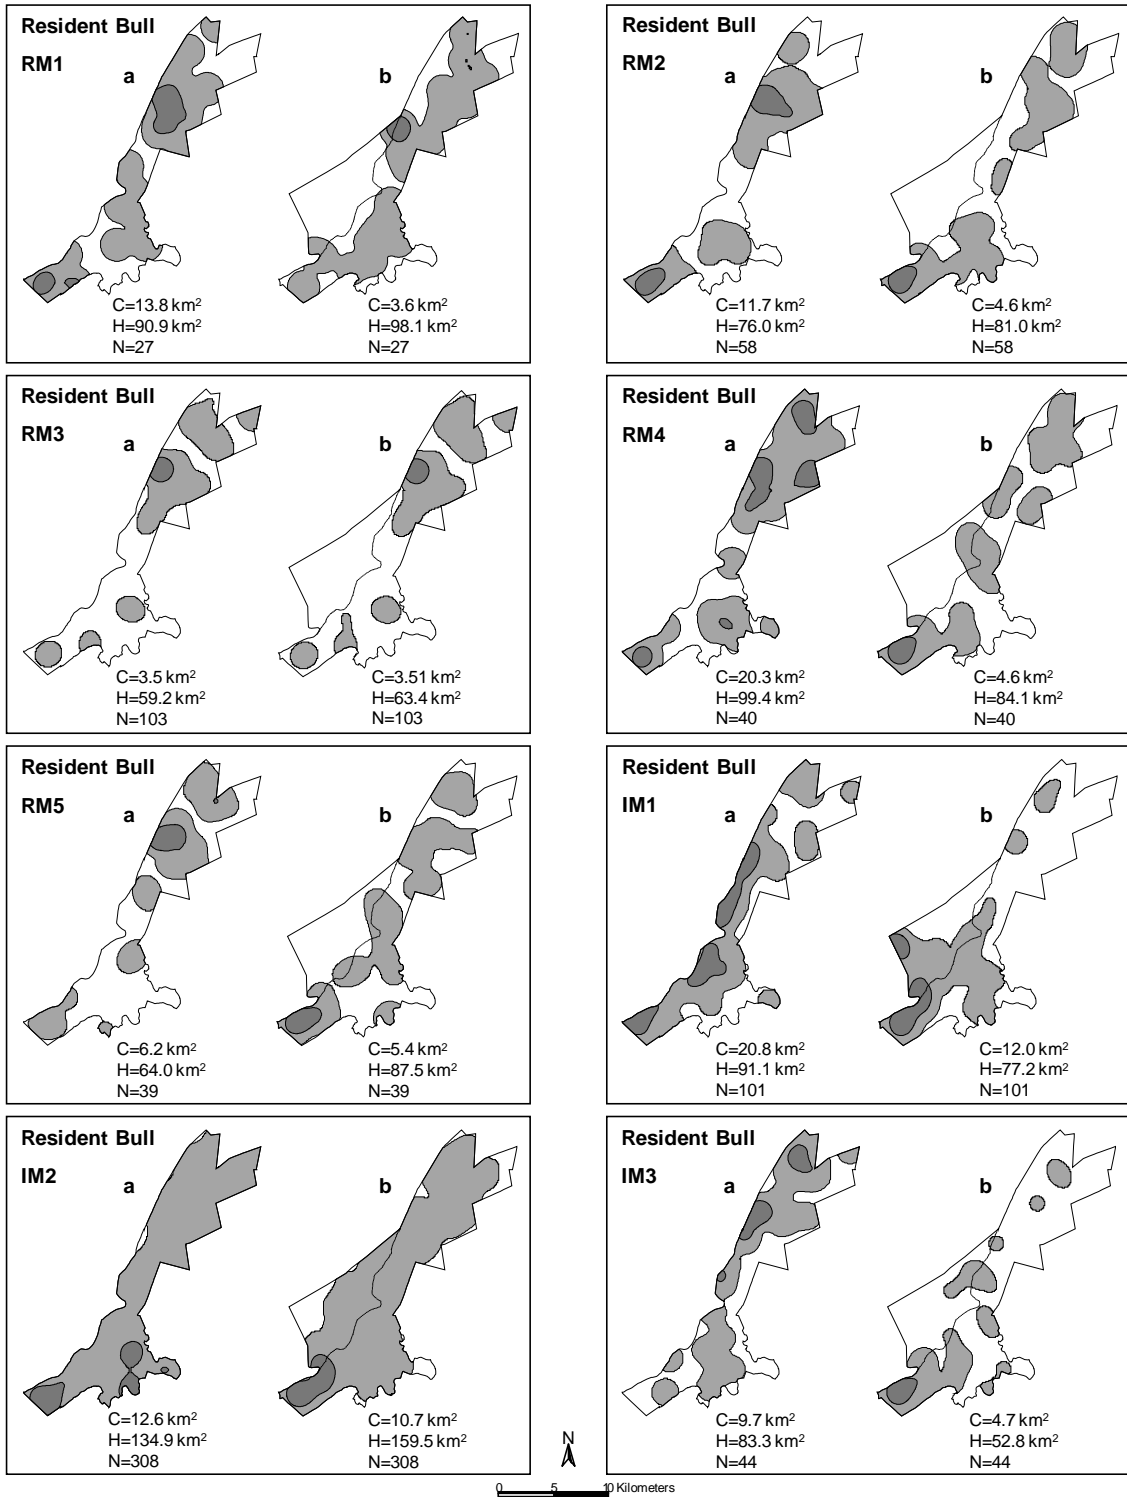 Resident Bull
RM1
a
b
C=13.8 km²
H=90.9 km²
N=27
C=3.6 km²
H=98.1 km²
N=27
Resident Bull
RM2
a
b
C=11.7 km²
H=76.0 km²
N=58
C=4.6 km²
H=81.0 km²
N=58
Resident Bull
RM3
a
b
C=3.5 km²
H=59.2 km²
N=103
C=3.51 km²
H=63.4 km²
N=103
Resident Bull
RM4
a
b
C=20.3 km²
H=99.4 km²
N=40
C=4.6 km²
H=84.1 km²
N=40
Resident Bull
RM5
a
b
C=6.2 km²
H=64.0 km²
N=39
C=5.4 km²
H=87.5 km²
N=39
Resident Bull
IM1
a
b
C=20.8 km²
H=91.1 km²
N=101
C=12.0 km²
H=77.2 km²
N=101
Resident Bull
IM2
a
b
C=12.6 km²
H=134.9 km²
N=308
C=10.7 km²
H=159.5 km²
N=308
Resident Bull
IM3
a
b
C=9.7 km²
H=83.3 km²
N=44
C=4.7 km²
H=52.8 km²
N=44
N
0 5 10 Kilometers